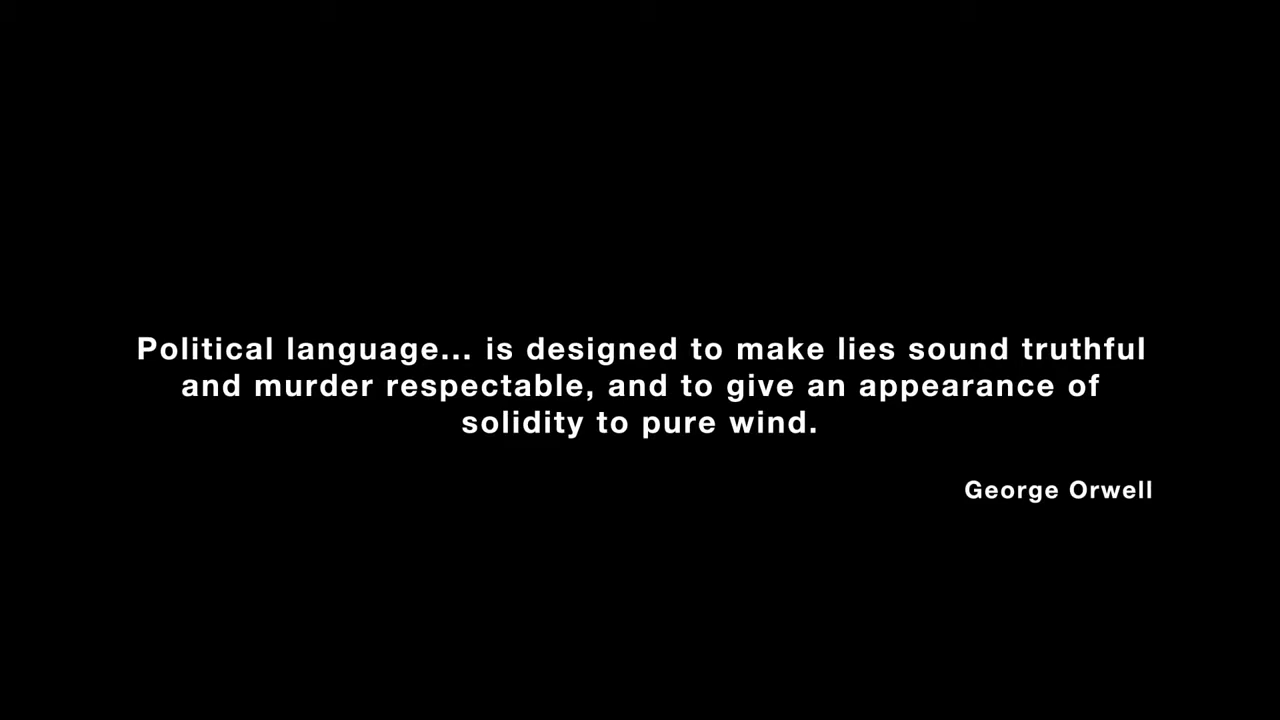 Political language... is designed to make lies sound truthful
and murder respectable, and to give an appearance of
solidity to pure wind.
George Orwell